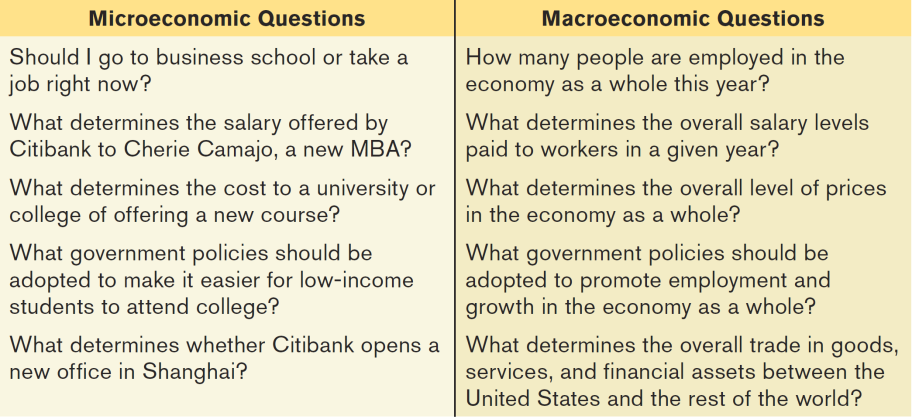 Microeconomic Questions
Should I go to business school or take a
job right now?
What determines the salary offered by
Citibank to Cherie Camajo, a new MBA?
What determines the cost to a university or
college of offering a new course?
What government policies should be
adopted to make it easier for low-income
students to attend college?
What determines whether Citibank opens a
new office in Shanghai?
Macroeconomic Questions
How many people are employed in the
economy as a whole this year?
What determines the overall salary levels
paid to workers in a given year?
What determines the overall level of prices
in the economy as a whole?
What government policies should be
adopted to promote employment and
growth in the economy as a whole?
What determines the overall trade in goods,
services, and financial assets between the
United States and the rest of the world?